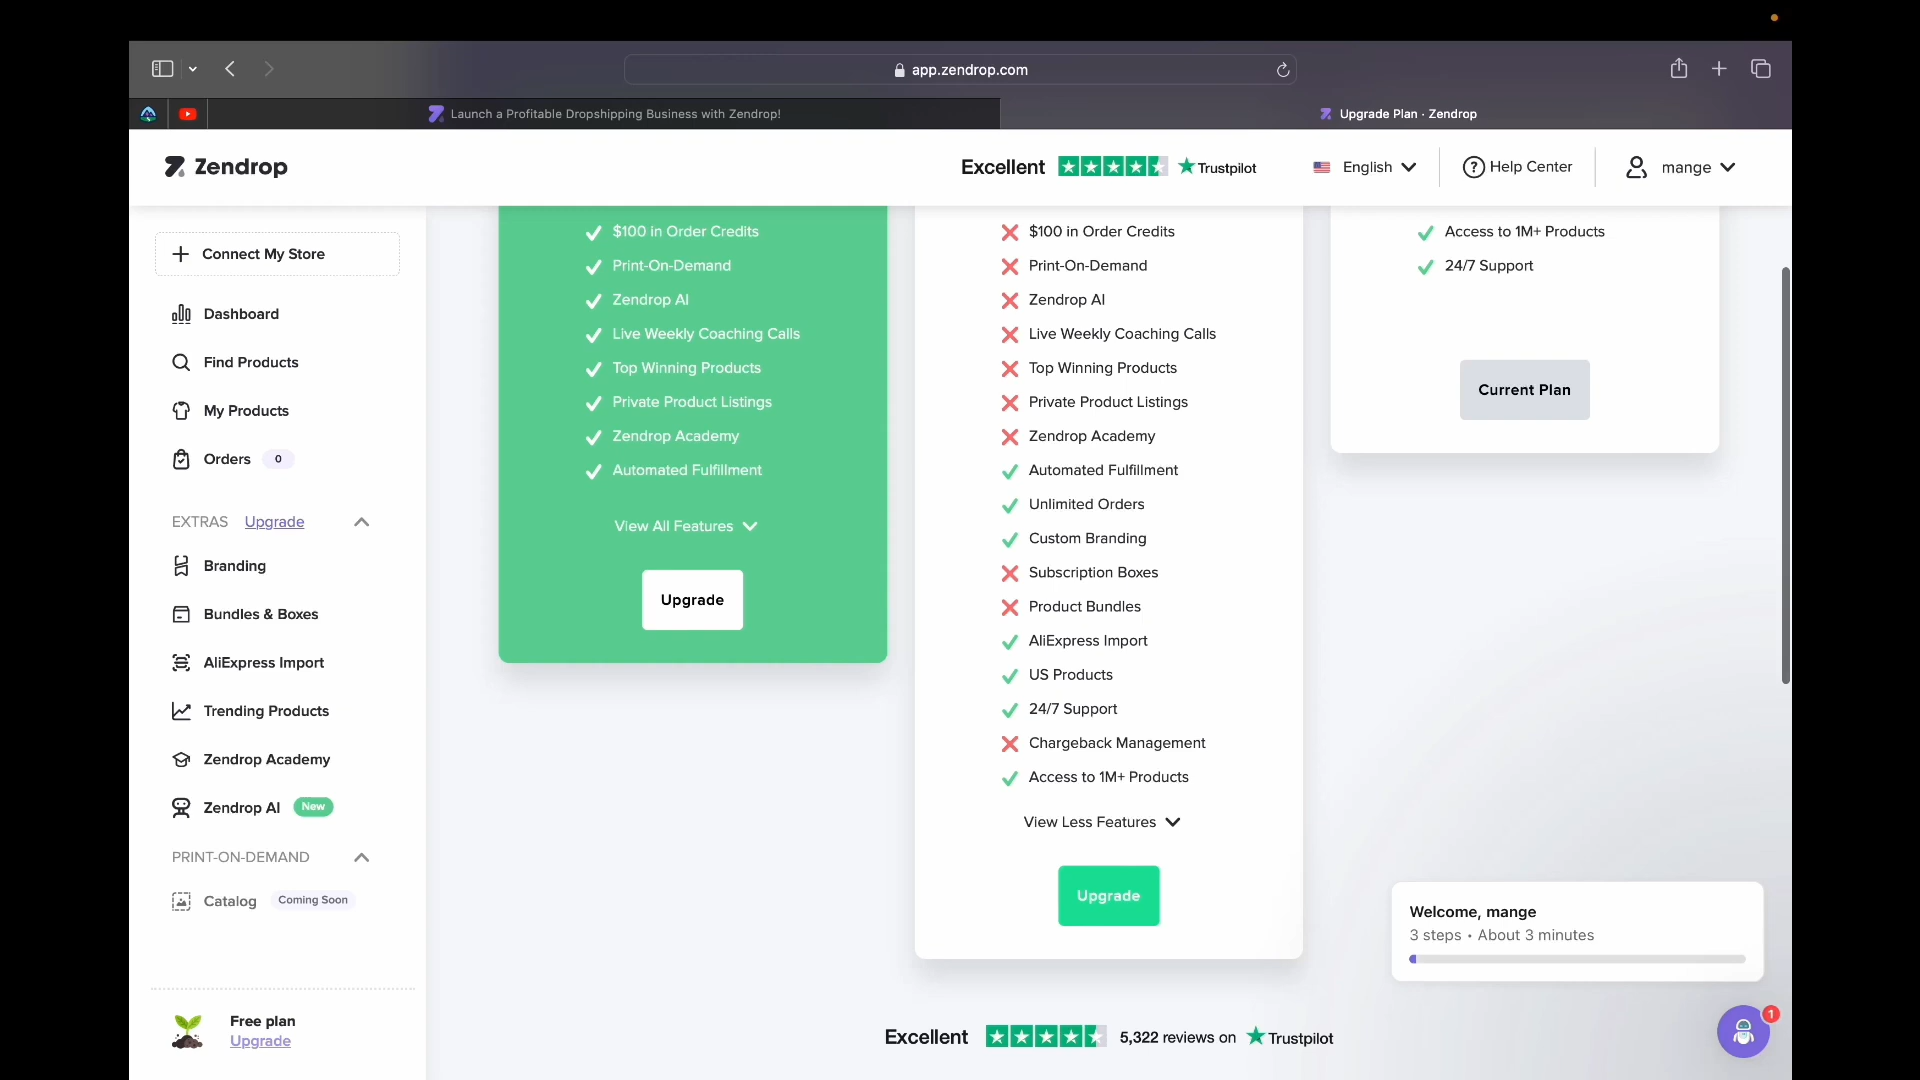 app.zendrop.com
Launch a Profitable Dropshipping Business with Zendrop!
Upgrade Plan · Zendrop
Zendrop
Excellent
Trustpilot
English
Help Center
mange
Connect My Store
Dashboard
Find Products
My Products
Orders 0
EXTRAS Upgrade
Branding
Bundles & Boxes
AliExpress Import
Trending Products
Zendrop Academy
Zendrop AI New
PRINT-ON-DEMAND
Catalog Coming Soon
Free plan
Upgrade
$100 in Order Credits
Print-On-Demand
Zendrop AI
Live Weekly Coaching Calls
Top Winning Products
Private Product Listings
Zendrop Academy
Automated Fulfillment
View All Features
Upgrade
$100 in Order Credits
Print-On-Demand
Zendrop AI
Live Weekly Coaching Calls
Top Winning Products
Private Product Listings
Zendrop Academy
Automated Fulfillment
Unlimited Orders
Custom Branding
Subscription Boxes
Product Bundles
AliExpress Import
US Products
24/7 Support
Chargeback Management
Access to 1M+ Products
View Less Features
Upgrade
Access to 1M+ Products
24/7 Support
Current Plan
Welcome, mange
3 steps • About 3 minutes
1
Excellent
5,322 reviews on
Trustpilot